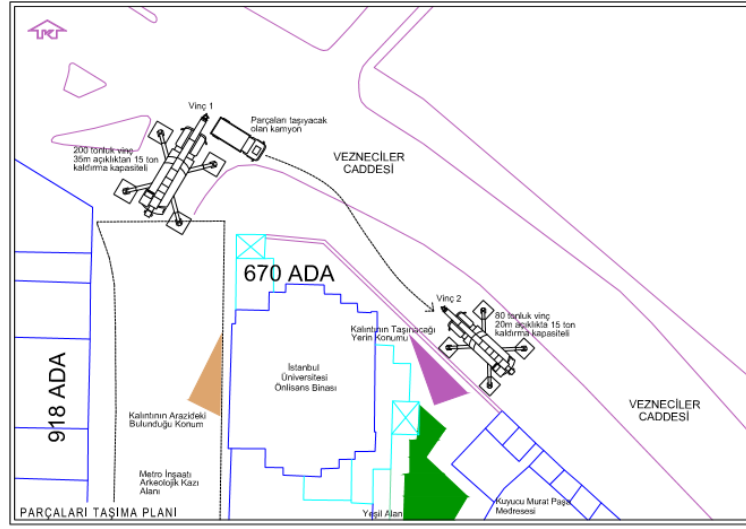 Vinç 1
Parçaları taşıyacak
olan kamyon
200 tonluk vinç
35m açıklıktan 15 ton
kaldırma kapasiteli
VEZNECİLER
CADDESİ
670 ADA
Vinç 2
80 tonluk vinç
20m açıklıkta 15 ton
kaldırma kapasiteli
Kalıntının Taşınacağı
Yerin Konumu
İstanbul
Üniversitesi
Önlisans Binası
918 ADA
Kalıntının Arazideki
Bulunduğu Konum
VEZNECİLER
CADDESİ
Metro İnşaatı
Arkeolojik Kazı
Alanı
Yeşil Alan
Kuyucu Murat Paşa
Medresesi
PARÇALARI TAŞIMA PLANI